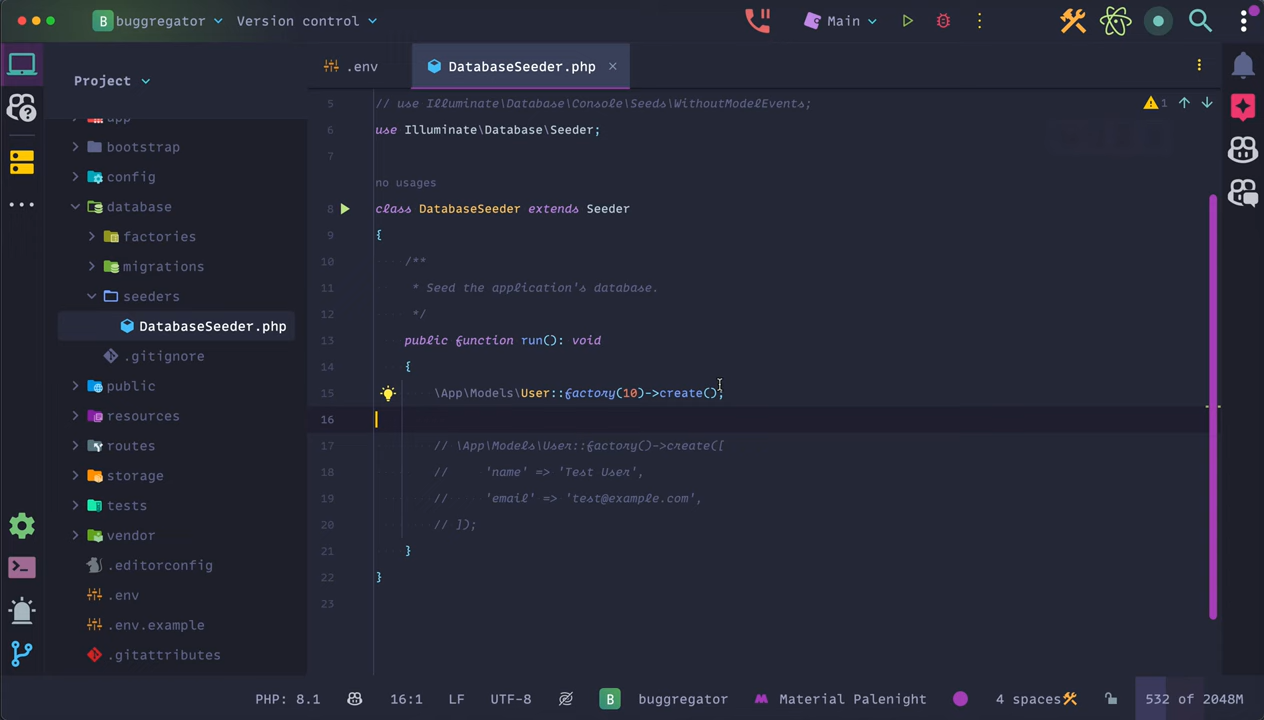 B buggregator
Version control
Main
Project
app
bootstrap
config
database
factories
migrations
seeders
DatabaseSeeder.php
.gitignore
public
resources
routes
storage
tests
vendor
.editorconfig
.env
.env.example
.gitattributes
.env
DatabaseSeeder.php
1
5 // use Illuminate\Database\Console\Seeds\WithoutModelEvents;
6 use Illuminate\Database\Seeder;
7
no usages
8 class DatabaseSeeder extends Seeder
9 {
10 /**
11 * Seed the application's database.
12 */
13 public function run(): void
14 {
15 \App\Models\User::factory(10)->create();
16
17 // \App\Models\User::factory()->create([
18 // 'name' => 'Test User',
19 // 'email' => 'test@example.com',
20 // ]);
21 }
22 }
23
PHP: 8.1 16:1 LF UTF-8 B buggregator Material Palenight 4 spaces 532 of 2048M